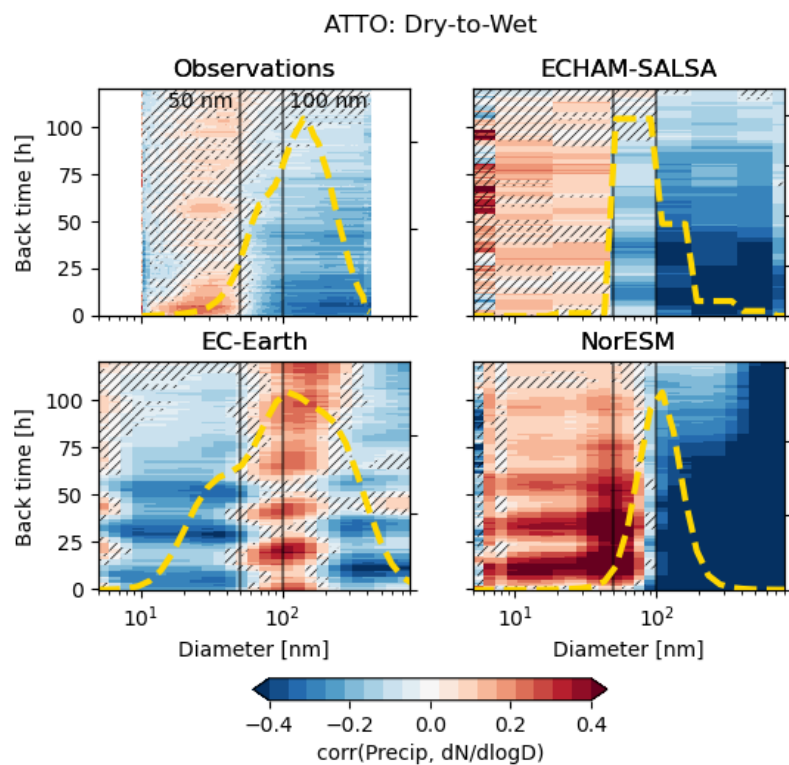 ATTO: Dry-to-Wet
Observations
ECHAM-SALSA
50 nm
100 nm
Back time [h]
100
75
50
25
0
EC-Earth
NorESM
Back time [h]
100
75
50
25
0
10¹
10²
10¹
10²
Diameter [nm]
Diameter [nm]
−0.4
−0.2
0.0
0.2
0.4
corr(Precip, dN/dlogD)